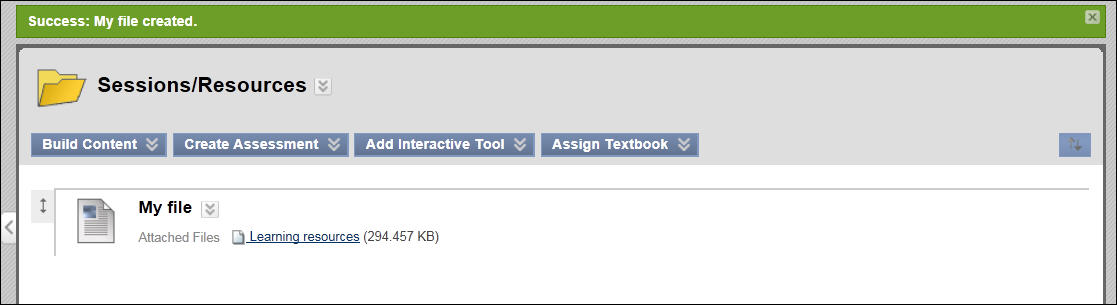 Success: My file created.
Sessions/Resources
Build Content Create Assessment Add Interactive Tool Assign Textbook
My file
Attached Files Learning resources (294.457 KB)